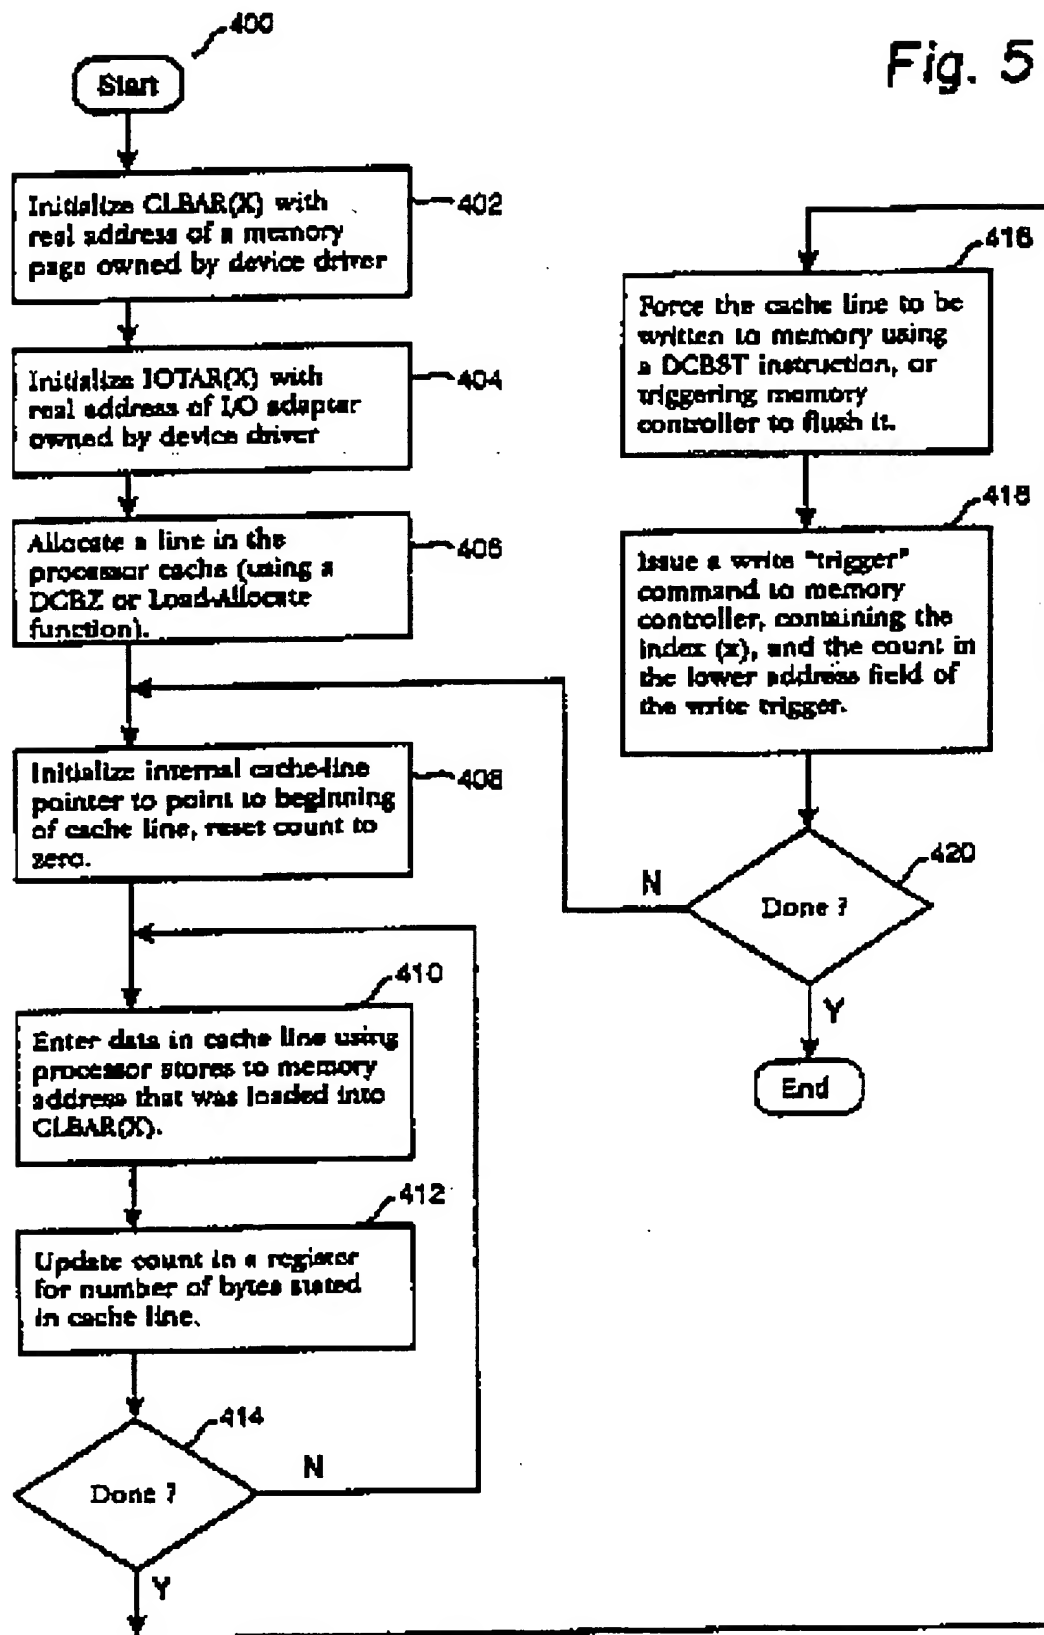 400
Fig. 5
Start
Initialize CLBAR(X) with
real address of a memory
page owned by device driver
402
Initialize IOTAR(X) with
real address of I/O adapter
owned by device driver
404
Allocate a line in the
processor cache (using a
DCBZ or Load-Allocate
function).
406
Initialize internal cache-line
pointer to point to beginning
of cache line, reset count to
zero.
408
410
Enter data in cache line using
processor stores to memory
address that was loaded into
CLBAR(X).
412
Update count in a register
for number of bytes stated
in cache line.
414
Done ?
N
Y
416
Force the cache line to be
written to memory using
a DCBST instruction, or
triggering memory
controller to flush it.
418
Issue a write "trigger"
command to memory
controller, containing the
index (x), and the count in
the lower address field of
the write trigger.
420
Done ?
N
Y
End